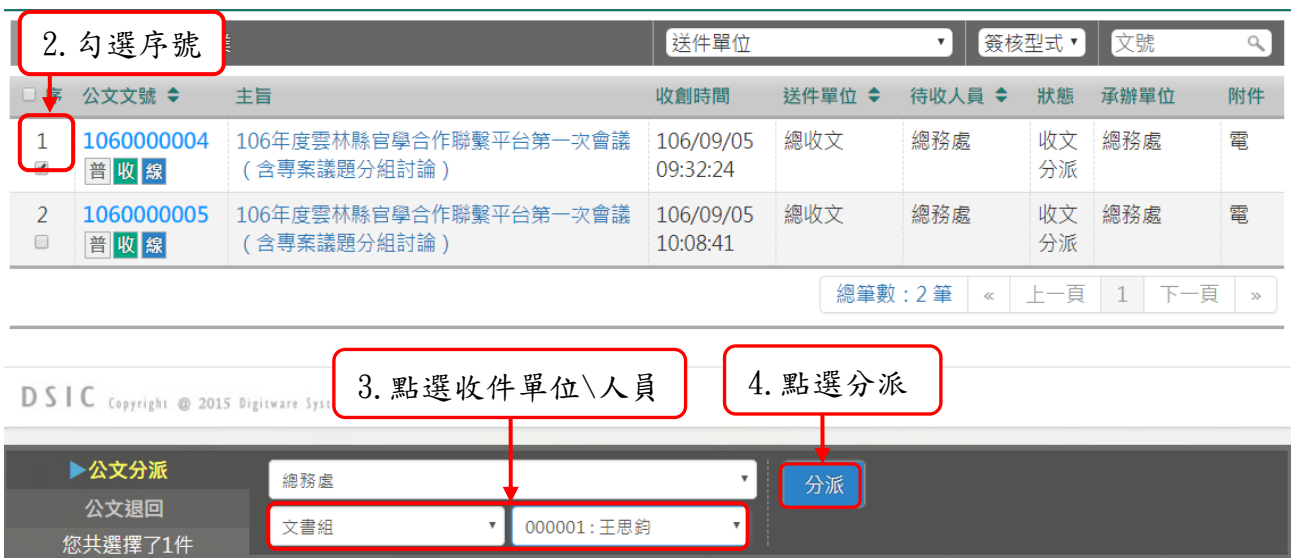 2.勾選序號
送件單位
簽核型式
文號
序 公文文號 主旨 收創時間 送件單位 待收人員 狀態 承辦單位 附件
1 1060000004 106年度雲林縣官學合作聯繫平台第一次會議 106/09/05 總收文 總務處 收文 總務處 電
普 收 線 (含專案議題分組討論) 09:32:24 分派
2 1060000005 106年度雲林縣官學合作聯繫平台第一次會議 106/09/05 總收文 總務處 收文 總務處 電
普 收 線 (含專案議題分組討論) 10:08:41 分派
總筆數:2筆 « 上一頁 1 下一頁 »
3.點選收件單位\人員
4.點選分派
DSIC Copyright @ 2015 Digitware
▶公文分派
總務處
分派
公文退回
文書組
000001:王思鈞
您共選擇了1件